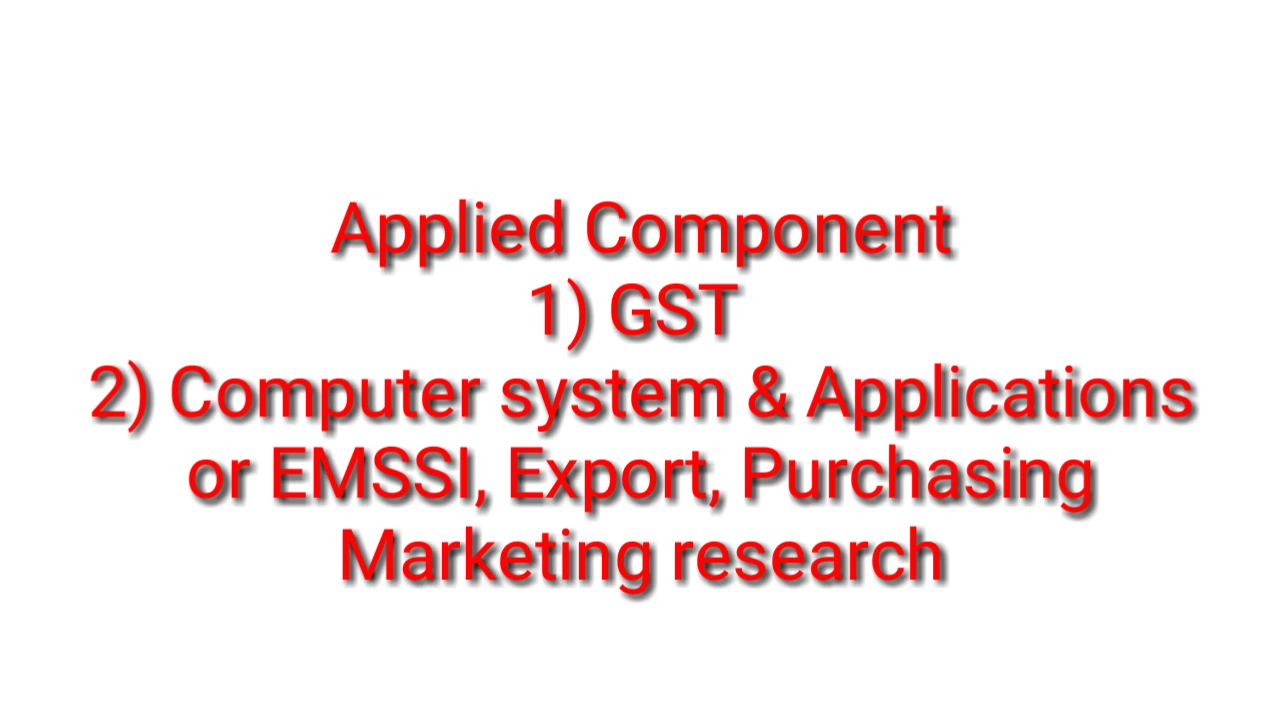 Applied Component
1) GST
2) Computer system & Applications
or EMSSI, Export, Purchasing
Marketing research